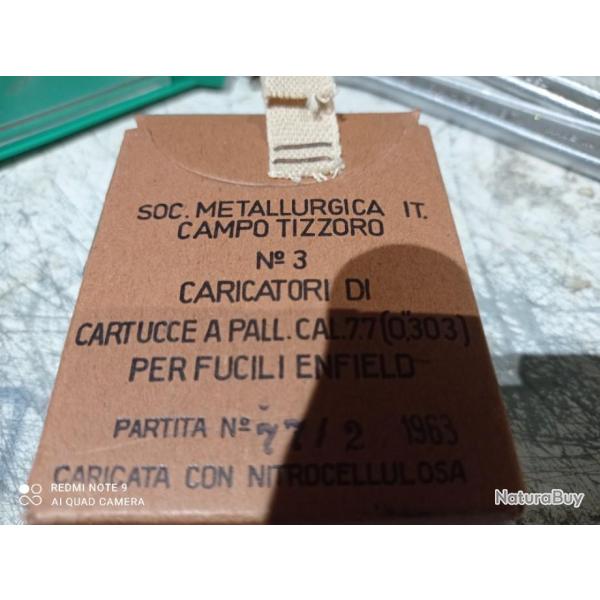 SOC. METALLURGICA IT.
CAMPO TIZZORO
Nº 3
CARICATORI DI
CARTUCCE A PALL. CAL. 7.7 (0",303)
PER FUCILI ENFIELD
PARTITA Nº 77/2 1963
CARICATA CON NITROCELLULOSA
REDMI NOTE 9
AI QUAD CAMERA
NaturaBuy